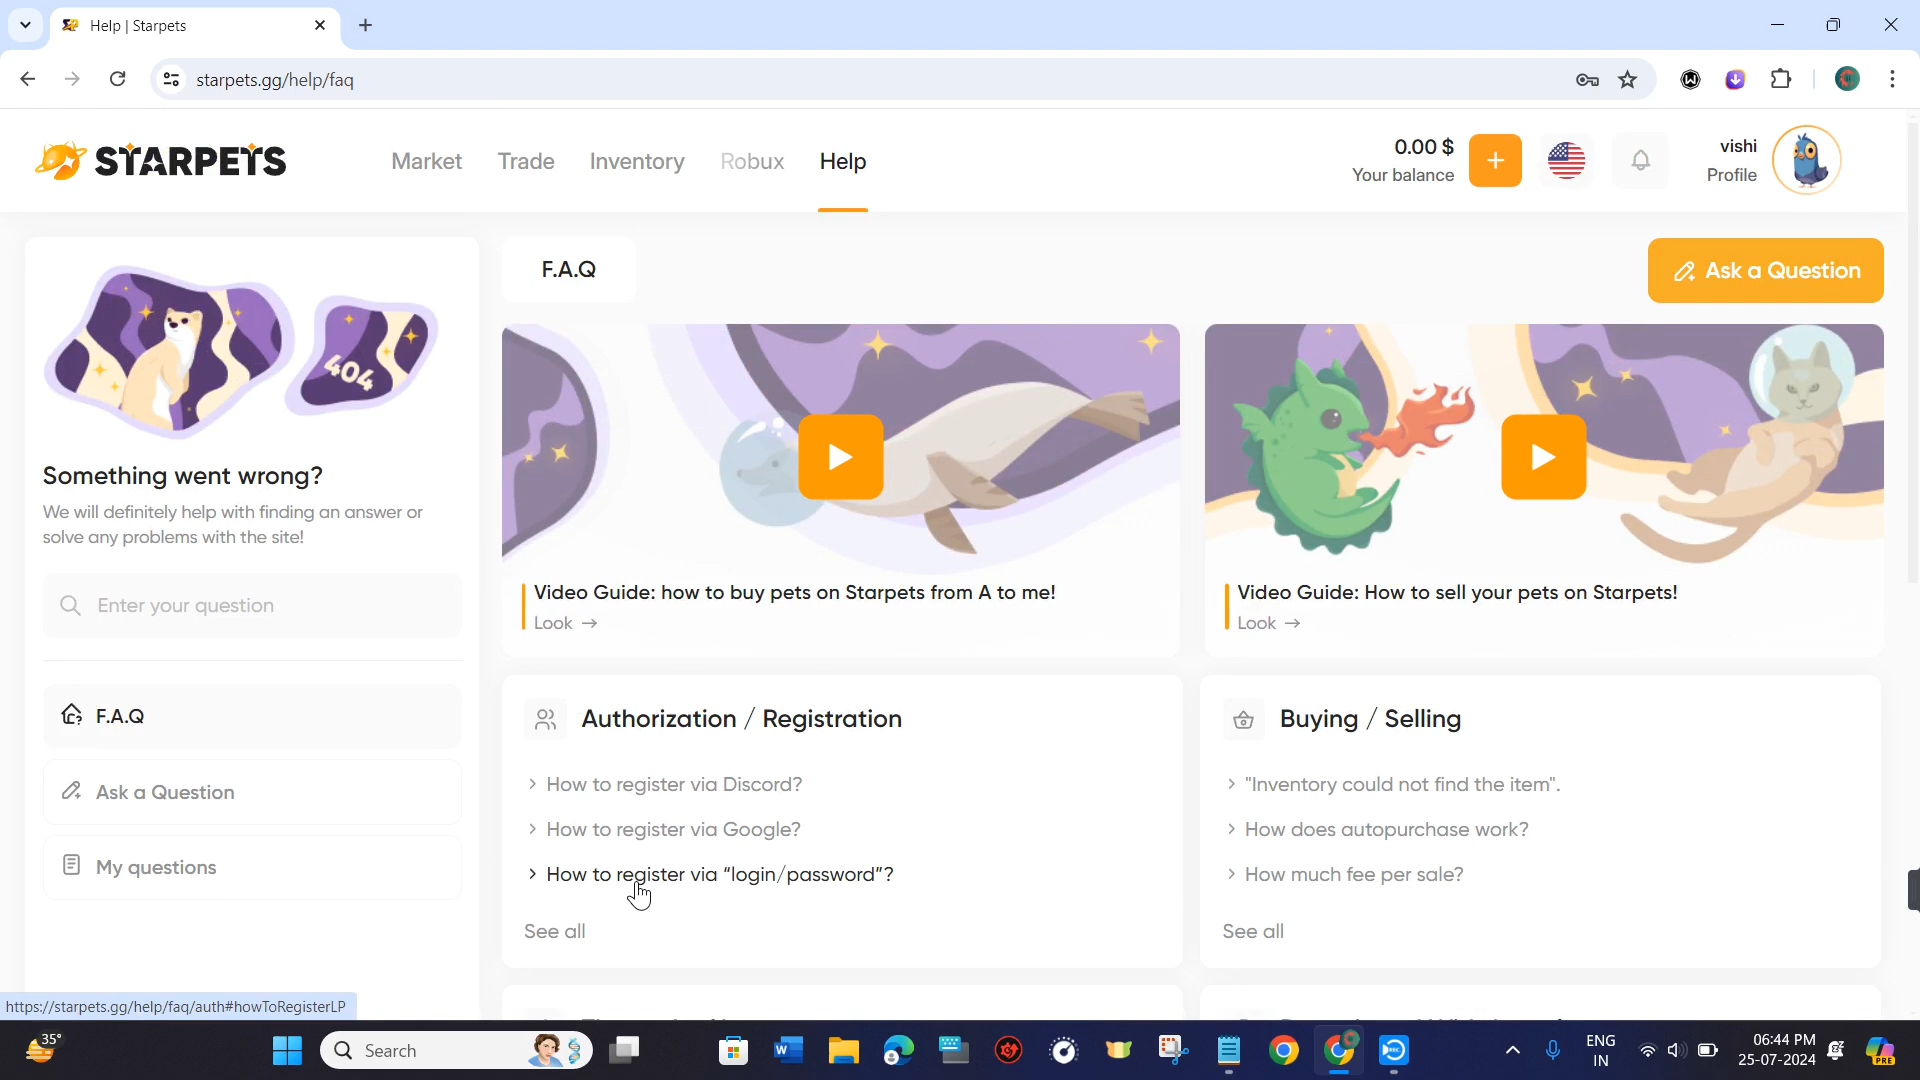 Help | Starpets
starpets.gg/help/faq
STARPETS
Market
Trade
Inventory
Robux
Help
0.00 $
Your balance
+
vishi
Profile
404
Something went wrong?
We will definitely help with finding an answer or
solve any problems with the site!
Enter your question
F.A.Q
Ask a Question
My questions
F.A.Q
Ask a Question
Video Guide: how to buy pets on Starpets from A to me!
Look →
Video Guide: How to sell your pets on Starpets!
Look →
Authorization / Registration
> How to register via Discord?
> How to register via Google?
> How to register via “login/password”?
See all
Buying / Selling
> "Inventory could not find the item".
> How does autopurchase work?
> How much fee per sale?
See all
https://starpets.gg/help/faq/auth#howToRegisterLP
35°
Search
ENG
IN
06:44 PM
25-07-2024
PRE